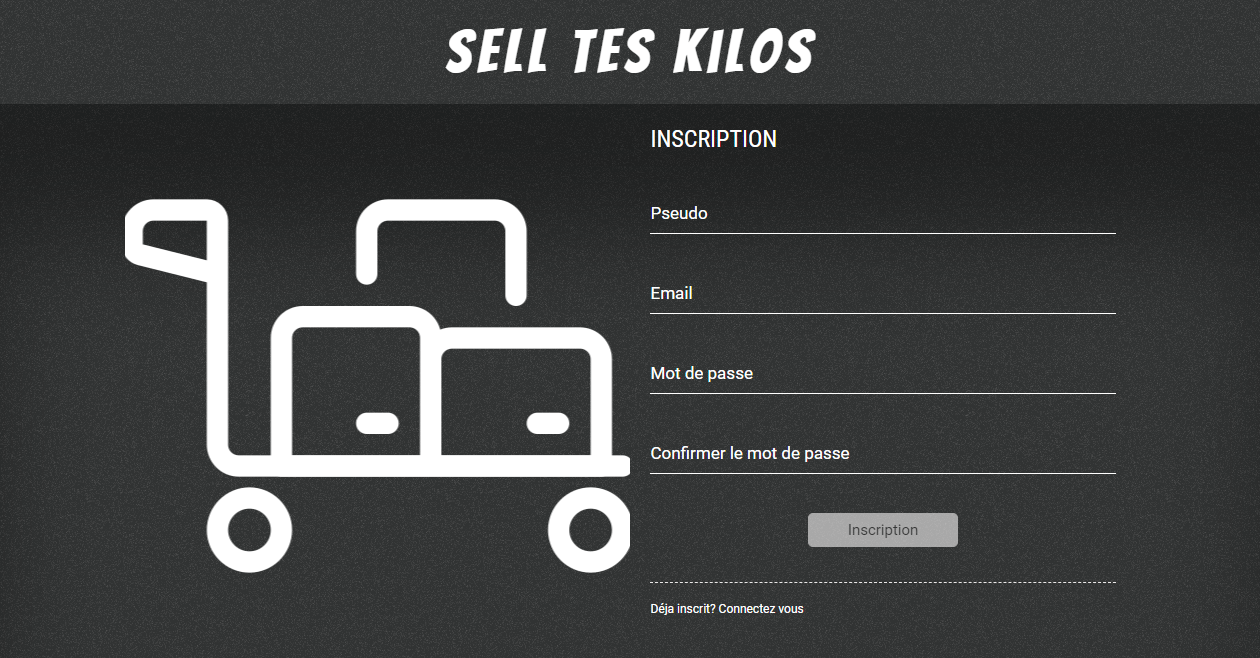 SELL TES KILOS
INSCRIPTION
Pseudo
Email
Mot de passe
Confirmer le mot de passe
Inscription
Déja inscrit? Connectez vous